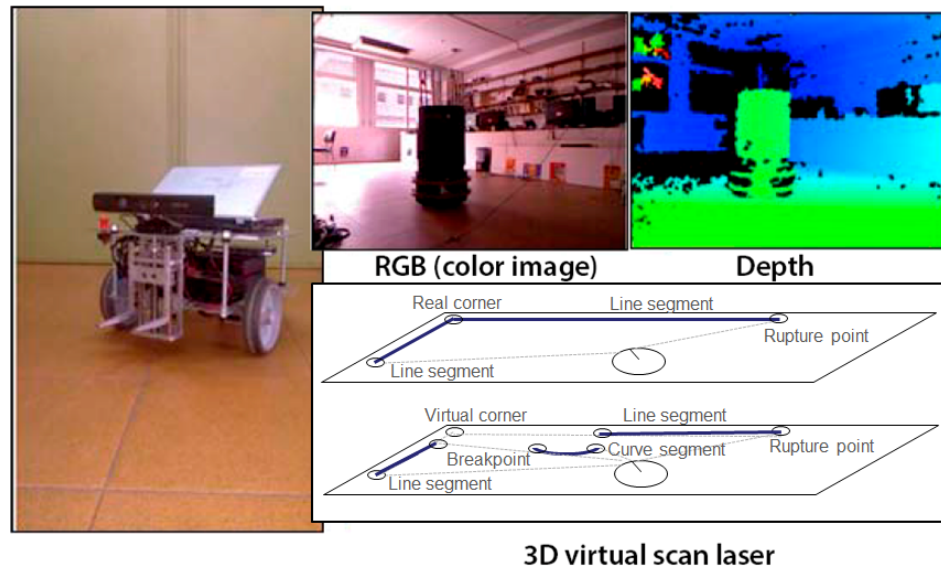 RGB (color image)
Depth
Real corner
Line segment
Rupture point
Line segment
Virtual corner
Line segment
Breakpoint
Curve segment
Rupture point
Line segment
3D virtual scan laser